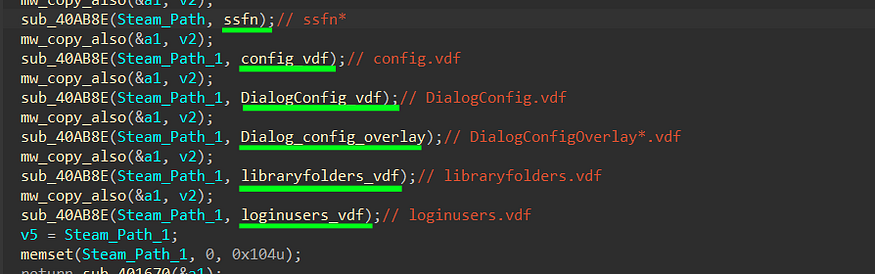 mw_copy_also(&a1, v2);
sub_40AB8E(Steam_Path, ssfn);// ssfn*
mw_copy_also(&a1, v2);
sub_40AB8E(Steam_Path_1, config_vdf);// config.vdf
mw_copy_also(&a1, v2);
sub_40AB8E(Steam_Path_1, DialogConfig_vdf);// DialogConfig.vdf
mw_copy_also(&a1, v2);
sub_40AB8E(Steam_Path_1, Dialog_config_overlay);// DialogConfigOverlay*.vdf
mw_copy_also(&a1, v2);
sub_40AB8E(Steam_Path_1, libraryfolders_vdf);// libraryfolders.vdf
mw_copy_also(&a1, v2);
sub_40AB8E(Steam_Path_1, loginusers_vdf);// loginusers.vdf
v5 = Steam_Path_1;
memset(Steam_Path_1, 0, 0x104u);
return sub_401670(&a1);